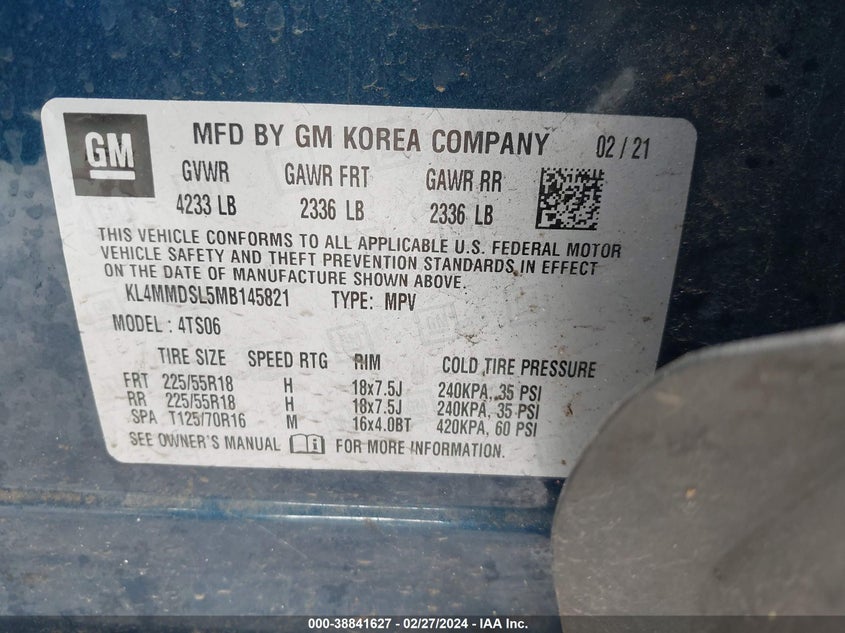 GM
MFD BY GM KOREA COMPANY 02 / 21
GVWR GAWR FRT GAWR RR
4233 LB 2336 LB 2336 LB
THIS VEHICLE CONFORMS TO ALL APPLICABLE U.S. FEDERAL MOTOR
VEHICLE SAFETY AND THEFT PREVENTION STANDARDS IN EFFECT
ON THE DATE OF MANUFACTURE SHOWN ABOVE.
KL4MMDSL5MB145821 TYPE: MPV
MODEL : 4TS06
TIRE SIZE SPEED RTG RIM COLD TIRE PRESSURE
FRT 225/55R18 H 18x7.5J 240KPA, 35 PSI
RR 225/55R18 H 18x7.5J 240KPA, 35 PSI
SPA T125/70R16 M 16x4.0BT 420KPA, 60 PSI
SEE OWNER'S MANUAL i FOR MORE INFORMATION.
000-38841627 - 02/27/2024 - IAA Inc.